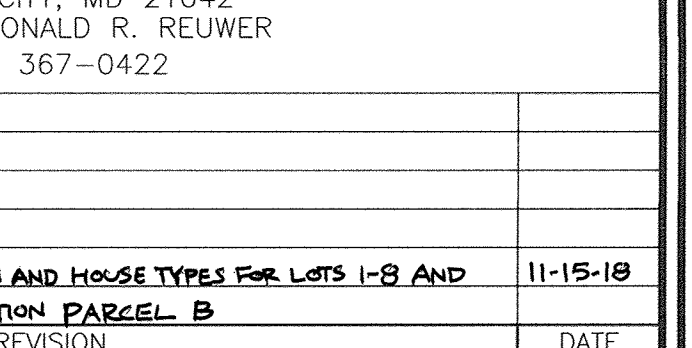 CITY, MD 21042
ONALD R. REUWER
367-0422
AND HOUSE TYPES FOR LOTS 1-8 AND 11-15-18
TION PARCEL B
REVISION DATE